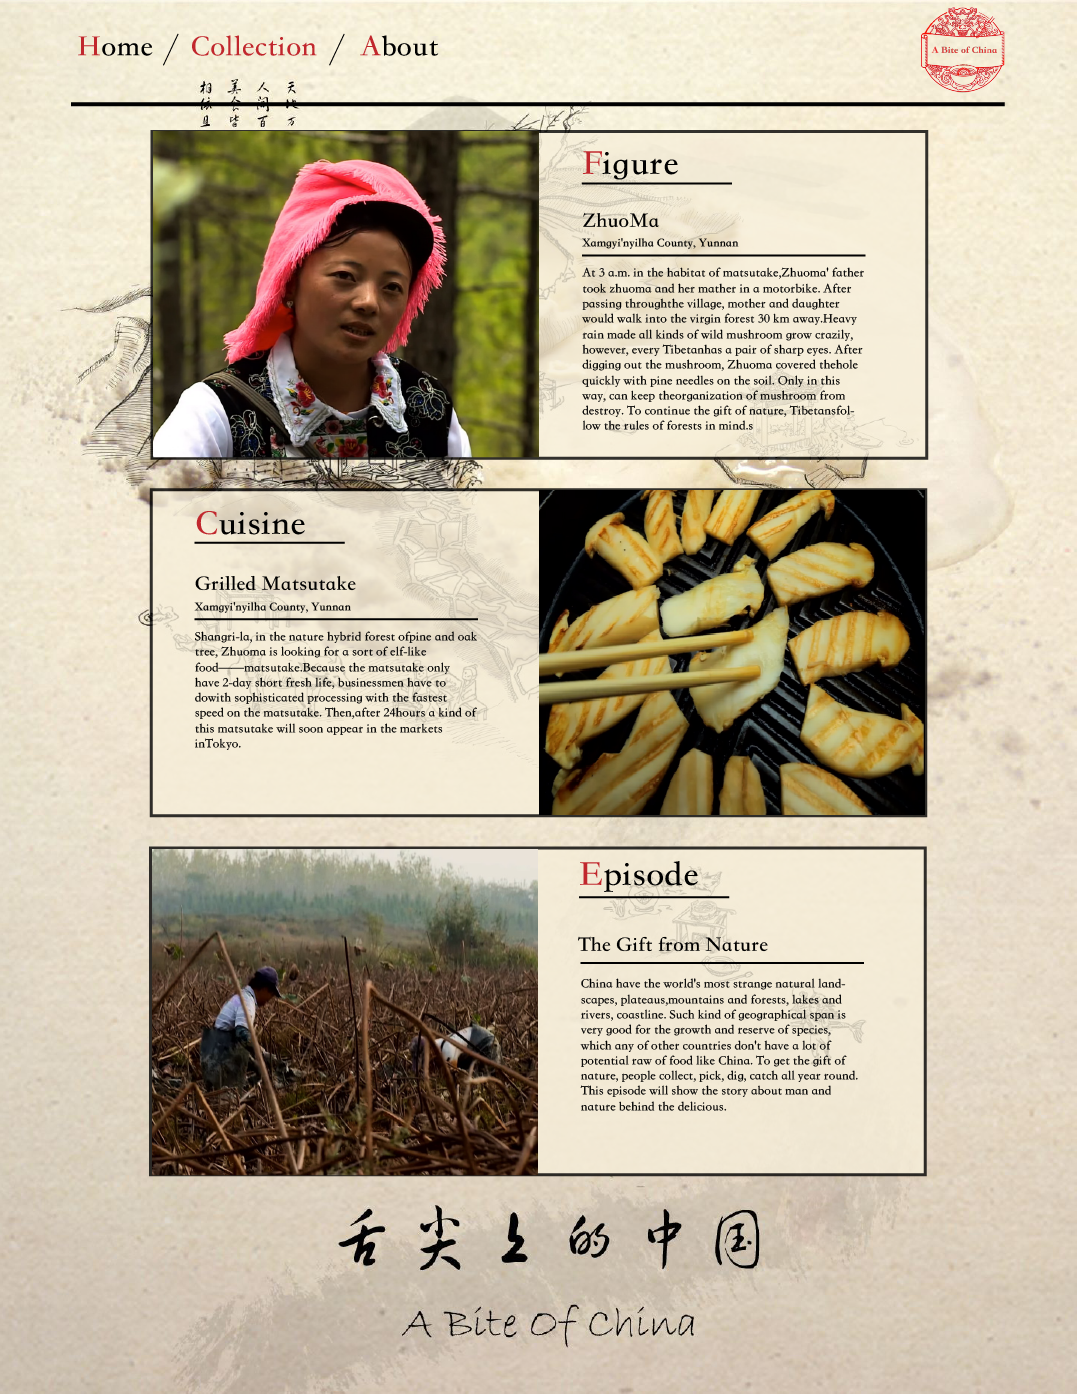 Home / Collection / About
A Bite of China
天地万
人间百
美食皆
相依且
Figure
ZhuoMa
Xamgyi'nyilha County, Yunnan
At 3 a.m. in the habitat of matsutake,Zhuoma' father
took zhuoma and her mather in a motorbike. After
passing throughthe village, mother and daughter
would walk into the virgin forest 30 km away.Heavy
rain made all kinds of wild mushroom grow crazily,
however, every Tibetanhas a pair of sharp eyes. After
digging out the mushroom, Zhuoma covered thehole
quickly with pine needles on the soil. Only in this
way, can keep theorganization of mushroom from
destroy. To continue the gift of nature, Tibetansfol-
low the rules of forests in mind.s
Cuisine
Grilled Matsutake
Xamgyi'nyilha County, Yunnan
Shangri-la, in the nature hybrid forest ofpine and oak
tree, Zhuoma is looking for a sort of elf-like
food——matsutake.Because the matsutake only
have 2-day short fresh life, businessmen have to
dowith sophisticated processing with the fastest
speed on the matsutake. Then,after 24hours a kind of
this matsutake will soon appear in the markets
inTokyo.
Episode
The Gift from Nature
China have the world's most strange natural land-
scapes, plateaus,mountains and forests, lakes and
rivers, coastline. Such kind of geographical span is
very good for the growth and reserve of species,
which any of other countries don't have a lot of
potential raw of food like China. To get the gift of
nature, people collect, pick, dig, catch all year round.
This episode will show the story about man and
nature behind the delicious.
舌尖上的中国
A Bite Of China